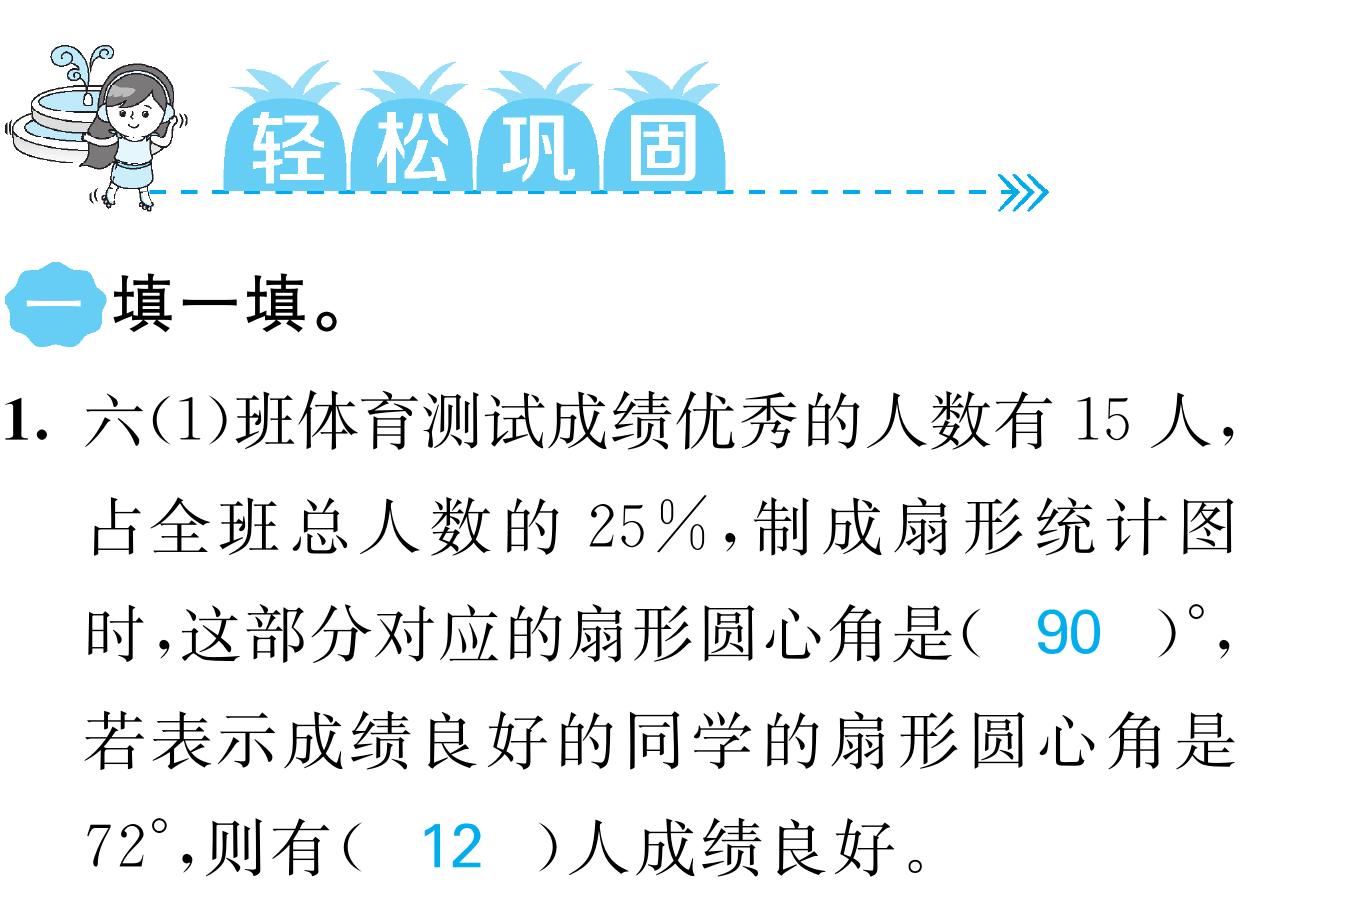 轻松巩固
一 填一填。
1. 六(1)班体育测试成绩优秀的人数有 15 人，
占全班总人数的 25%，制成扇形统计图
时，这部分对应的扇形圆心角是( 90 )°，
若表示成绩良好的同学的扇形圆心角是
72°，则有( 12 )人成绩良好。